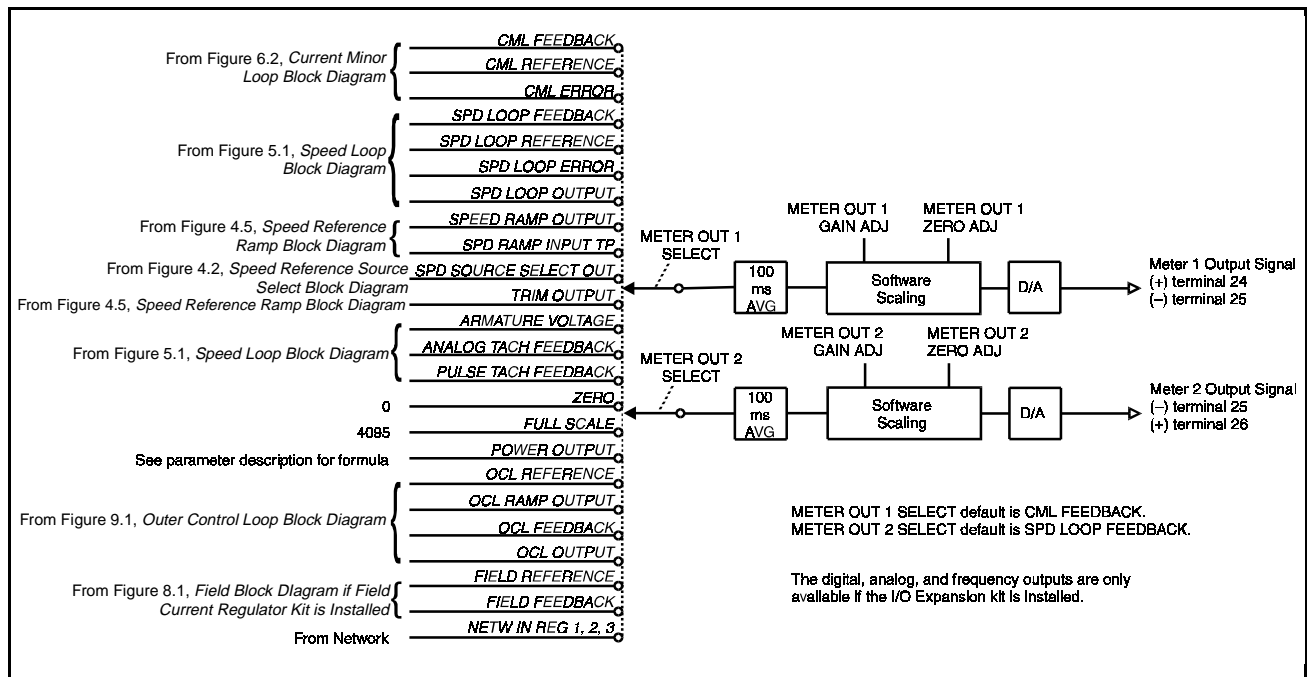 From Figure 6.2, Current Minor
Loop Block Diagram
CML FEEDBACK
CML REFERENCE
CML ERROR
From Figure 5.1, Speed Loop
Block Diagram
SPD LOOP FEEDBACK
SPD LOOP REFERENCE
SPD LOOP ERROR
SPD LOOP OUTPUT
From Figure 4.5, Speed Reference
Ramp Block Diagram
SPEED RAMP OUTPUT
SPD RAMP INPUT TP
From Figure 4.2, Speed Reference Source
Select Block Diagram
SPD SOURCE SELECT OUT
From Figure 4.5, Speed Reference Ramp Block Diagram
TRIM OUTPUT
From Figure 5.1, Speed Loop Block Diagram
ARMATURE VOLTAGE
ANALOG TACH FEEDBACK
PULSE TACH FEEDBACK
0
ZERO
4095
FULL SCALE
See parameter description for formula
POWER OUTPUT
From Figure 9.1, Outer Control Loop Block Diagram
OCL REFERENCE
OCL RAMP OUTPUT
OCL FEEDBACK
OCL OUTPUT
From Figure 8.1, Field Block DIagram if Field
Current Regulator Kit is Installed
FIELD REFERENCE
FIELD FEEDBACK
From Network
NETW IN REG 1, 2, 3
METER OUT 1
SELECT
100
ms
AVG
METER OUT 1
GAIN ADJ
METER OUT 1
ZERO ADJ
Software
Scaling
D/A
Meter 1 Output Signal
(+) terminal 24
(–) terminal 25
METER OUT 2
SELECT
100
ms
AVG
METER OUT 2
GAIN ADJ
METER OUT 2
ZERO ADJ
Software
Scaling
D/A
Meter 2 Output Signal
(–) terminal 25
(+) terminal 26
METER OUT 1 SELECT default is CML FEEDBACK.
METER OUT 2 SELECT default is SPD LOOP FEEDBACK.
The digital, analog, and frequency outputs are only
available if the I/O Expansion kit is Installed.